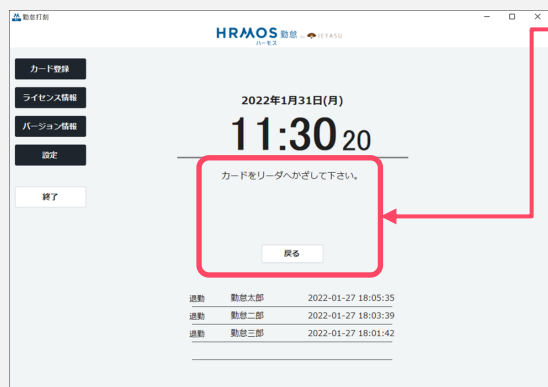 勤怠打刻
HRMOS 勤怠 by IEYASU
ハーモス
カード登録
ライセンス情報
バージョン情報
設定
終了
2022年1月31日(月)
11:30 20
カードをリーダへかざして下さい。
戻る
退勤 勤怠太郎 2022-01-27 18:05:35
退勤 勤怠二郎 2022-01-27 18:03:39
退勤 勤怠三郎 2022-01-27 18:01:42